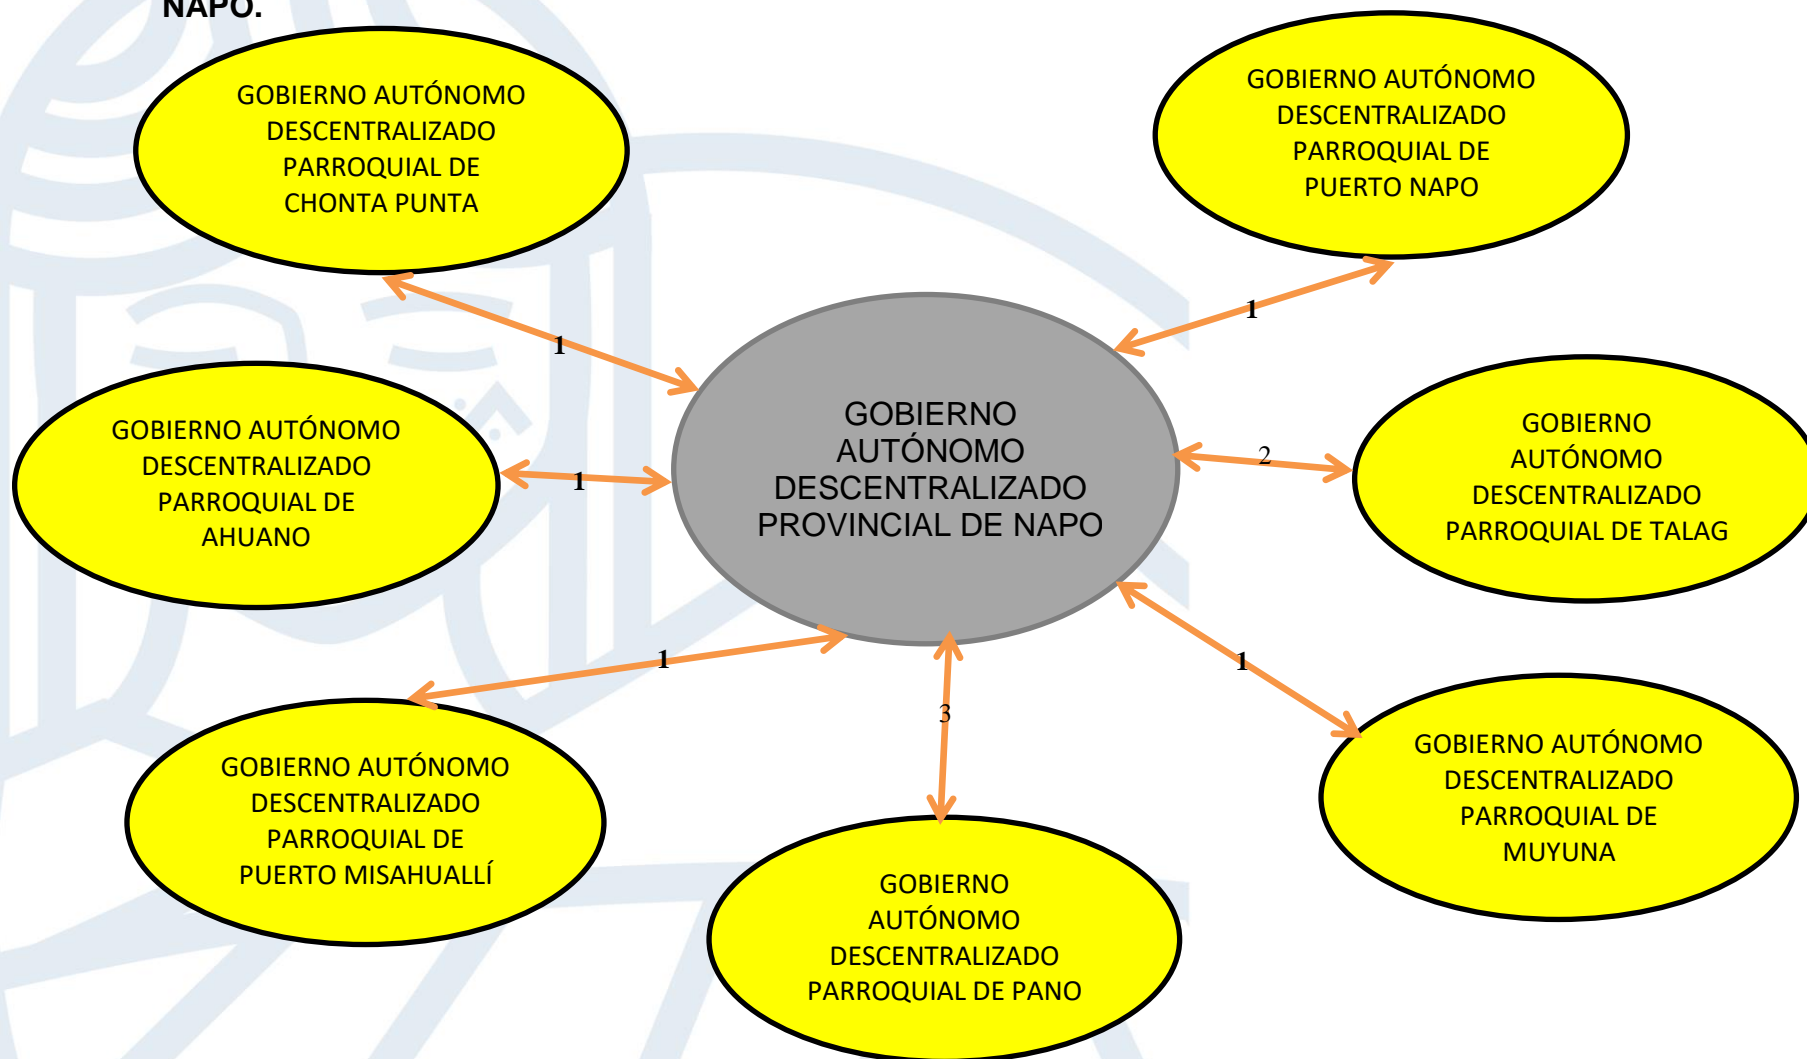 NAPO.
GOBIERNO AUTÓNOMO
DESCENTRALIZADO
PARROQUIAL DE
CHONTA PUNTA
GOBIERNO AUTÓNOMO
DESCENTRALIZADO
PARROQUIAL DE
PUERTO NAPO
1
1
GOBIERNO AUTÓNOMO
DESCENTRALIZADO
PARROQUIAL DE
AHUANO
1
GOBIERNO
AUTÓNOMO
DESCENTRALIZADO
PROVINCIAL DE NAPO
2
GOBIERNO
AUTÓNOMO
DESCENTRALIZADO
PARROQUIAL DE TALAG
1
3
1
GOBIERNO AUTÓNOMO
DESCENTRALIZADO
PARROQUIAL DE
PUERTO MISAHUALLÍ
GOBIERNO
AUTÓNOMO
DESCENTRALIZADO
PARROQUIAL DE PANO
GOBIERNO AUTÓNOMO
DESCENTRALIZADO
PARROQUIAL DE
MUYUNA